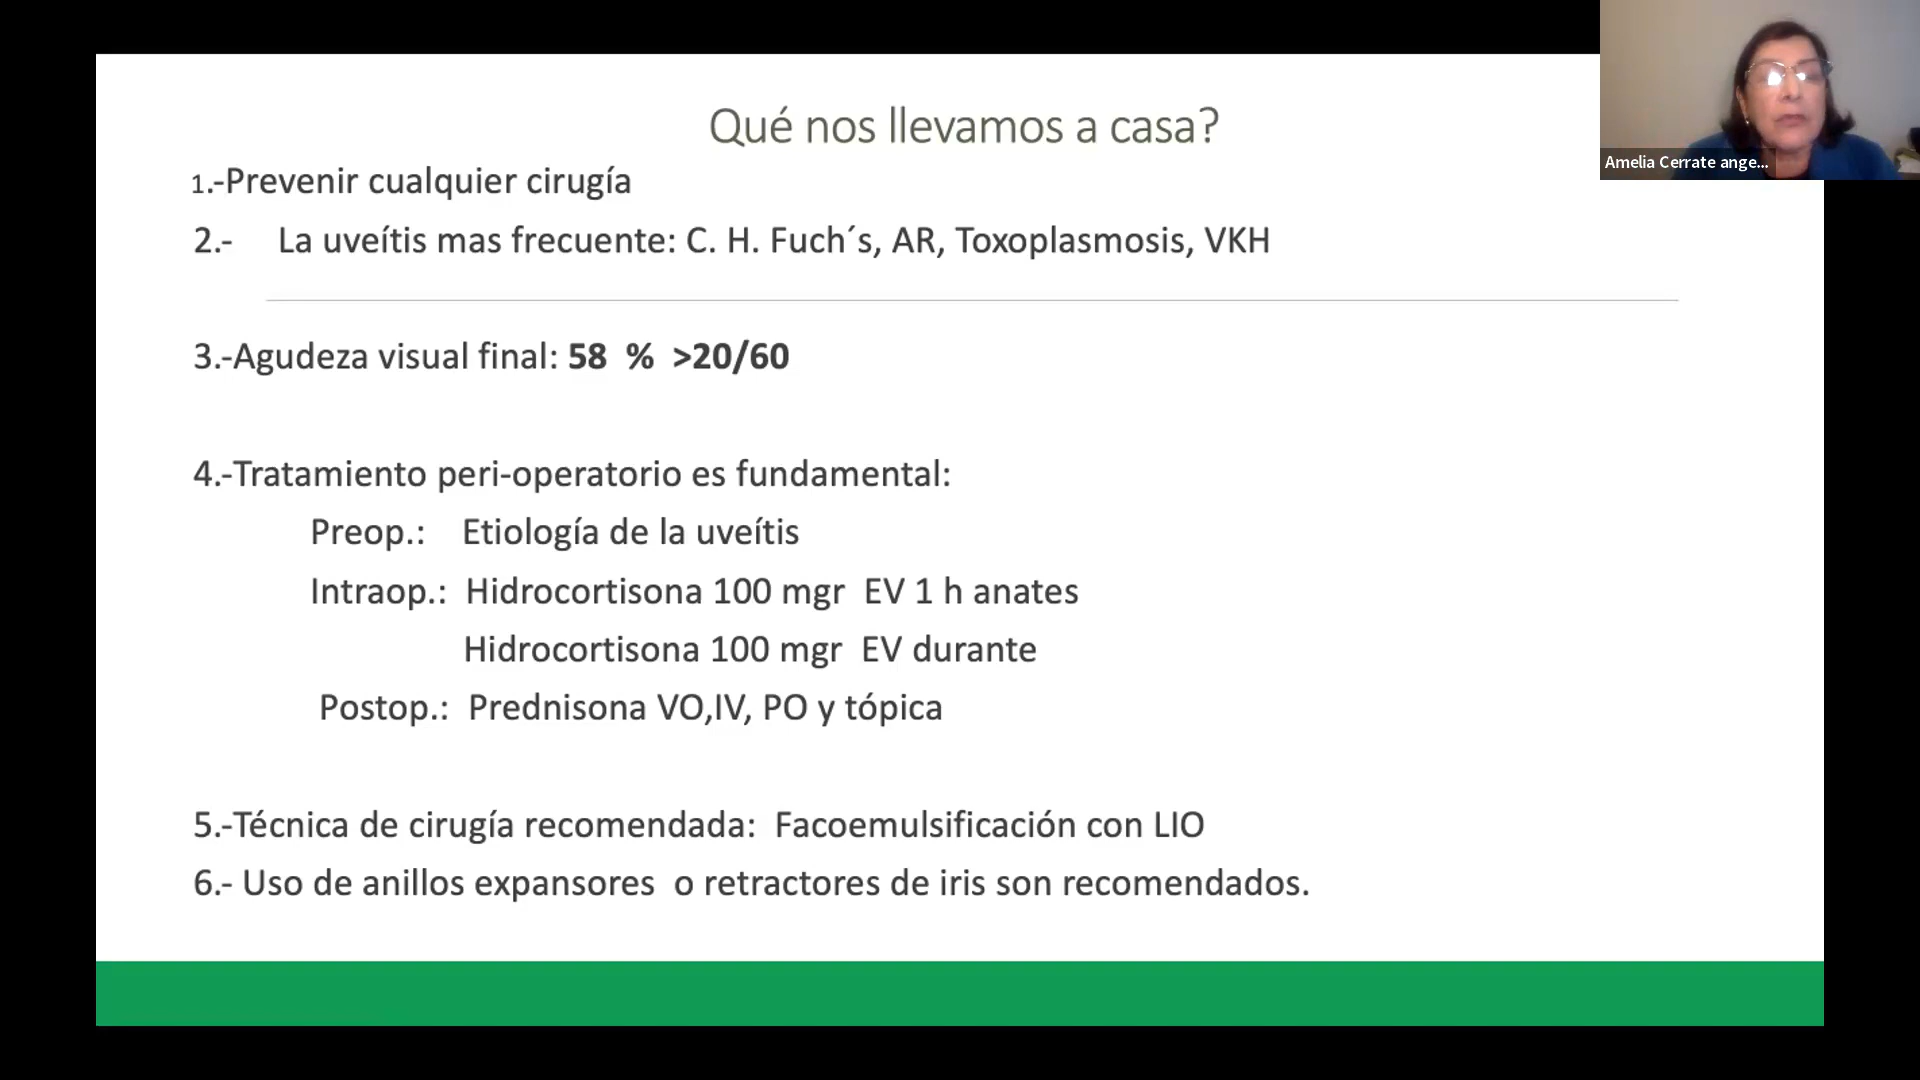 Qué nos llevamos a casa?
Amelia Cerrate ange...
1.-Prevenir cualquier cirugía
2.- La uveítis mas frecuente: C. H. Fuch´s, AR, Toxoplasmosis, VKH
3.-Agudeza visual final: 58 % >20/60
4.-Tratamiento peri-operatorio es fundamental:
Preop.: Etiología de la uveítis
Intraop.: Hidrocortisona 100 mgr EV 1 h anates
Hidrocortisona 100 mgr EV durante
Postop.: Prednisona VO,IV, PO y tópica
5.-Técnica de cirugía recomendada: Facoemulsificación con LIO
6.- Uso de anillos expansores o retractores de iris son recomendados.